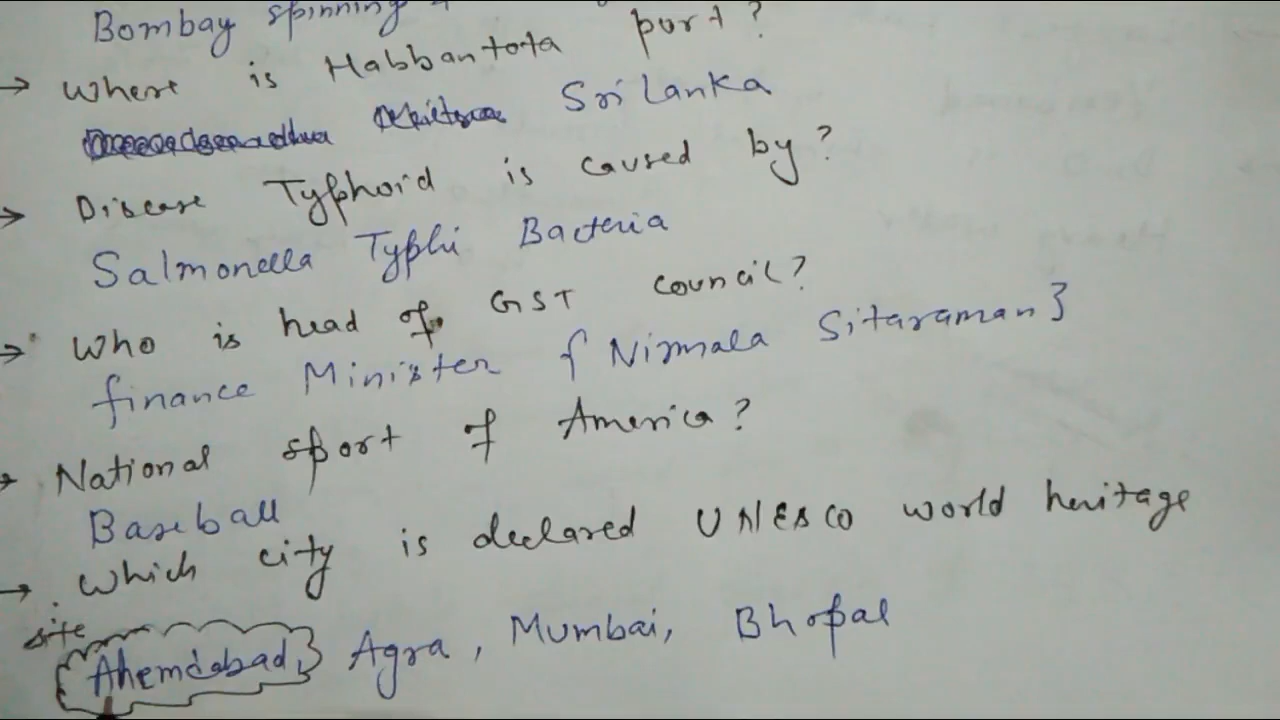 Bombay spinning
→ Where is Habbantota port?
Sri Lanka
→ Disease Typhoid is caused by?
Salmonella Typhi Bacteria
→ Who is head of GST council?
finance Minister { Nirmala Sitaraman }
→ National sport of America?
Baseball
→ Which city is declared UNESCO world heritage
site
Ahemdabad, Agra, Mumbai, Bhopal